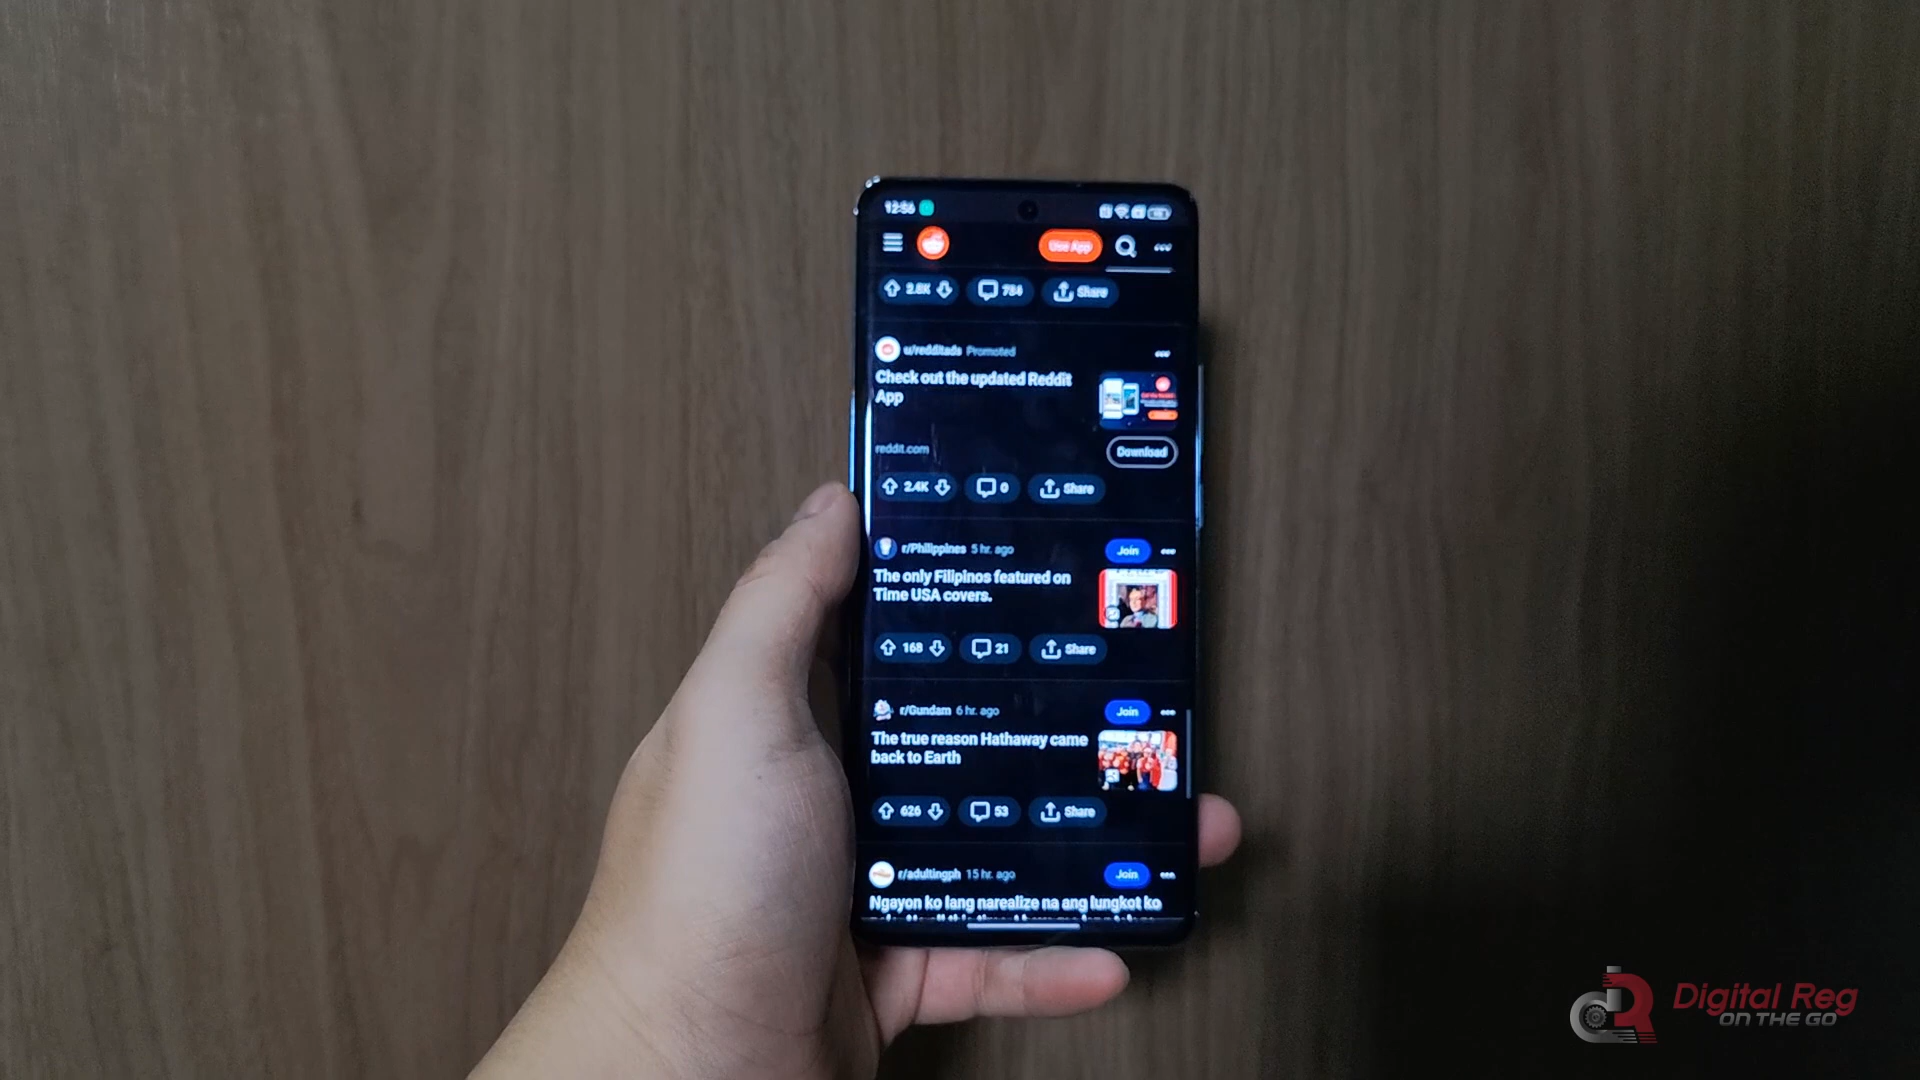 12:56
Use App
2.8K 734 Share
u/redditads Promoted
Check out the updated Reddit
App
reddit.com
Download
2.4K 0 Share
r/Philippines 5 hr. ago
Join
The only Filipinos featured on
Time USA covers.
168 21 Share
r/Gundam 6 hr. ago
Join
The true reason Hathaway came
back to Earth
626 53 Share
r/adultingph 15 hr. ago
Join
Ngayon ko lang narealize na ang lungkot ko
Digital Reg
ON THE GO